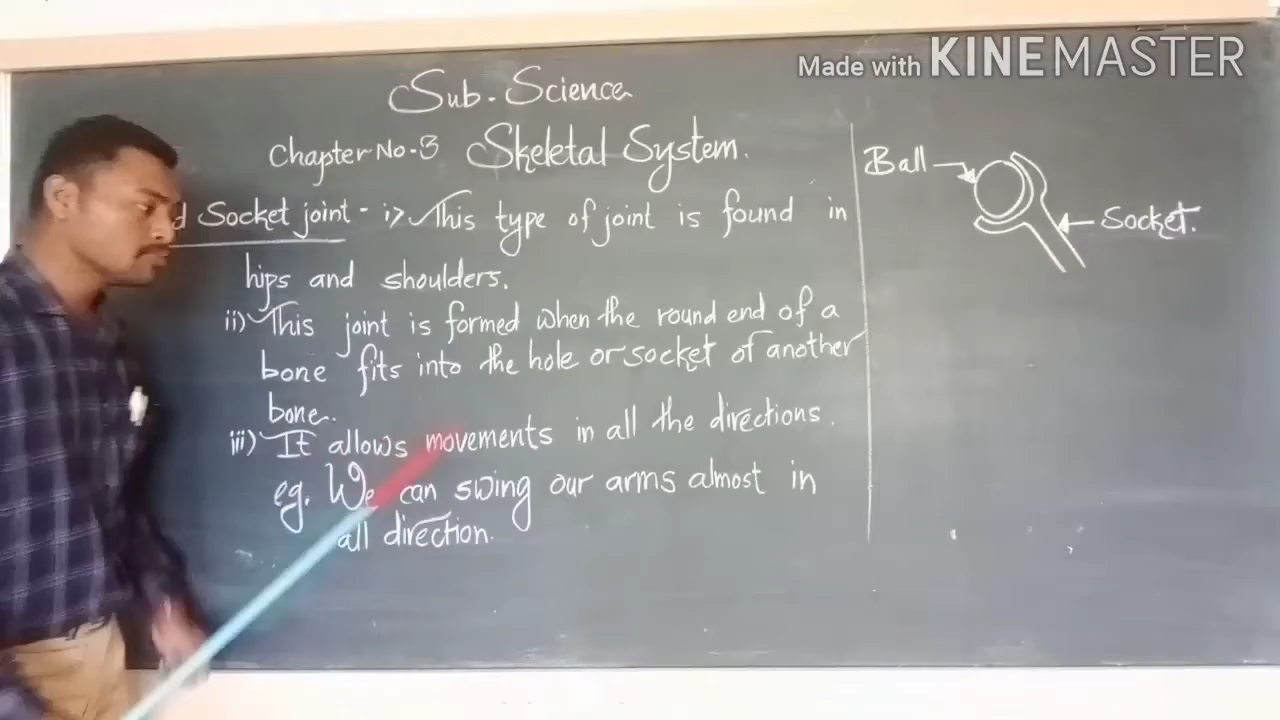 Made with KINEMASTER
Sub. Science
Chapter No. 3 Skeletal System.
d Socket joint - i> This type of joint is found in
hips and shoulders.
ii) This joint is formed when the round end of a
bone fits into the hole or socket of another
bone.
iii) It allows movements in all the directions.
eg. We can swing our arms almost in
all direction.
Ball
Socket.